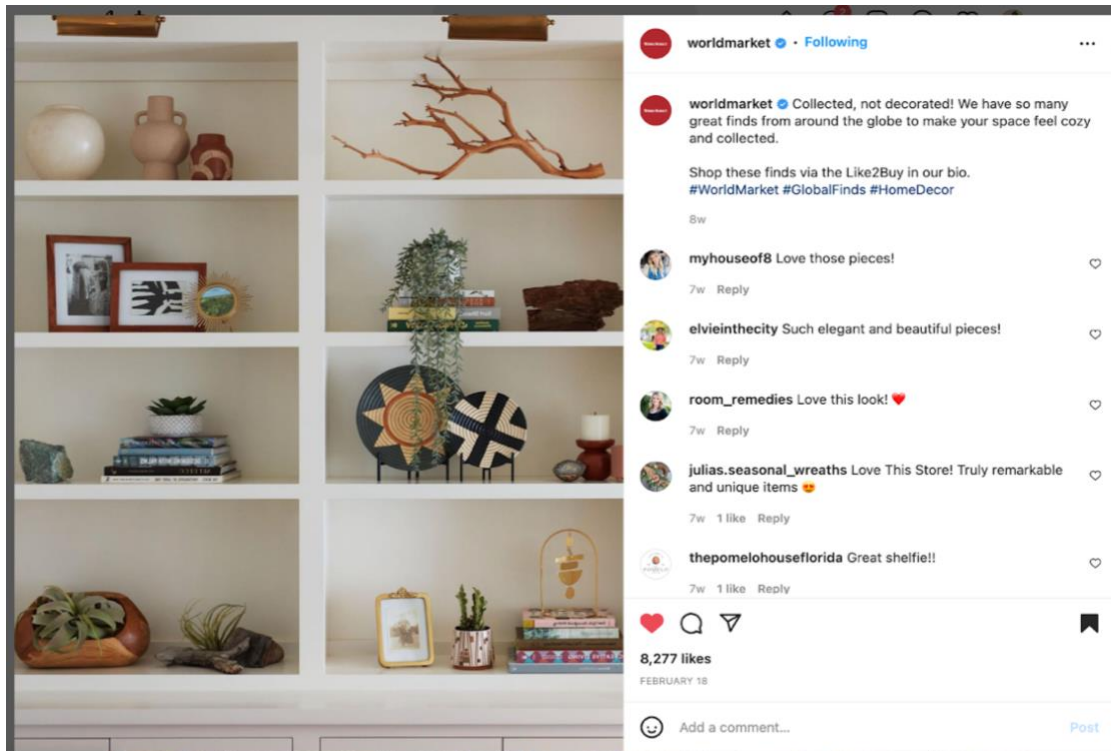 worldmarket • Following
worldmarket Collected, not decorated! We have so many
great finds from around the globe to make your space feel cozy
and collected.
Shop these finds via the Like2Buy in our bio.
#WorldMarket #GlobalFinds #HomeDecor
8w
myhouseof8 Love those pieces!
7w Reply
elvieinthecity Such elegant and beautiful pieces!
7w Reply
room_remedies Love this look! ❤️
7w Reply
julias.seasonal_wreaths Love This Store! Truly remarkable
and unique items 😍
7w 1 like Reply
thepomelohouseflorida Great shelfie!!
7w 1 like Reply
8,277 likes
FEBRUARY 18
Add a comment...
Post